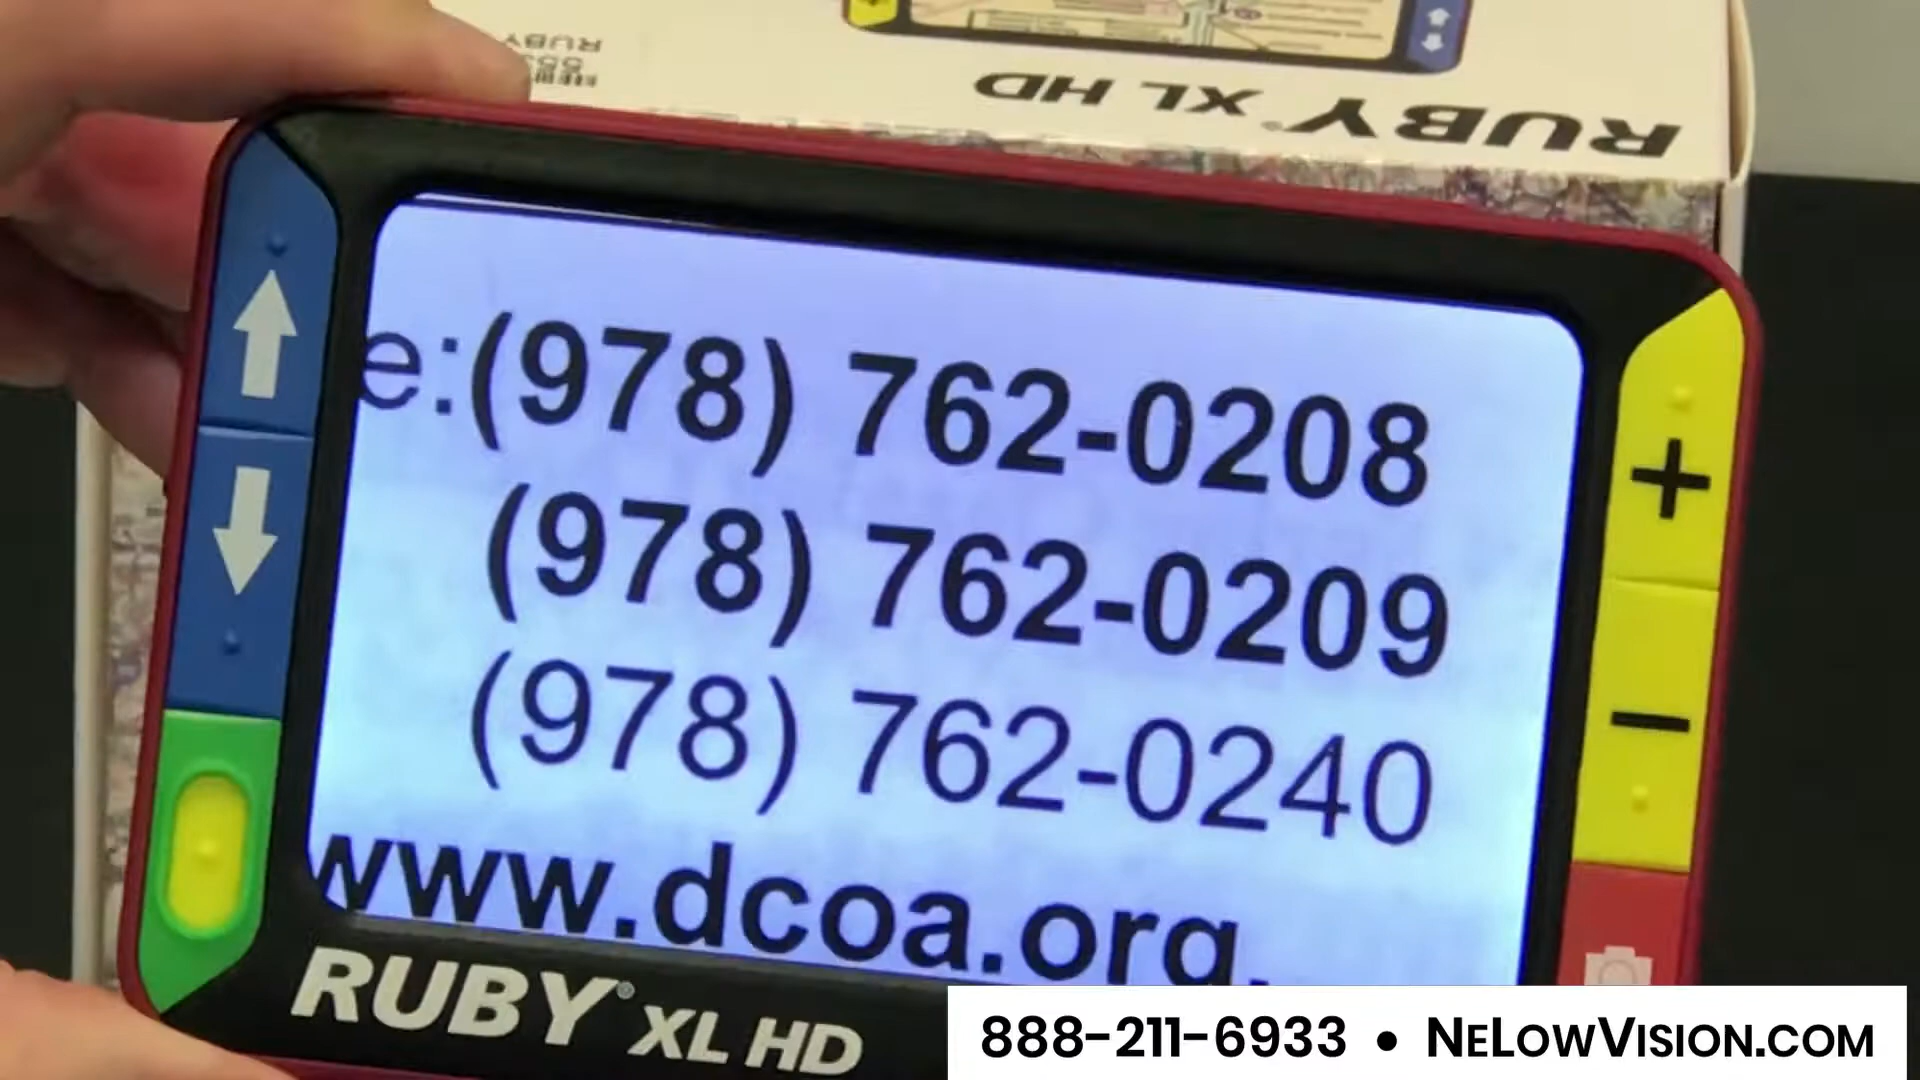 RUBY XL HD
RUBY
e:(978) 762-0208
(978) 762-0209
(978) 762-0240
www.dcoa.org.
RUBY® XL HD
888-211-6933 • NELOWVISION.COM